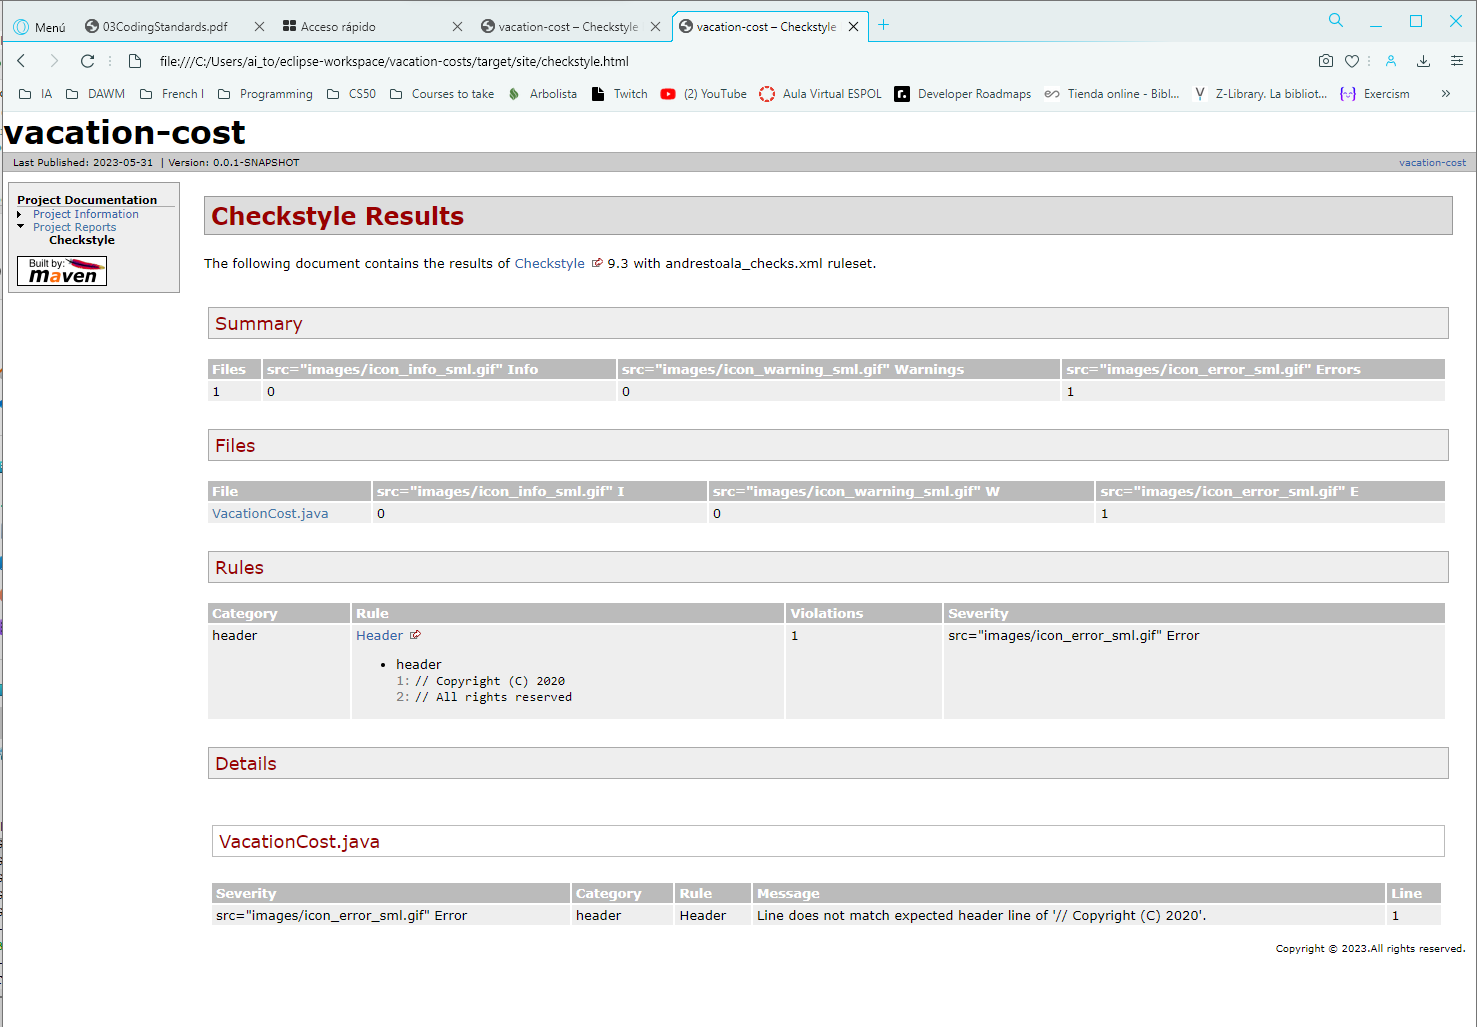 Menú 03CodingStandards.pdf Acceso rápido vacation-cost – Checkstyle vacation-cost – Checkstyle
file:///C:/Users/ai_to/eclipse-workspace/vacation-costs/target/site/checkstyle.html
IA DAWM French I Programming CS50 Courses to take Arbolista Twitch (2) YouTube Aula Virtual ESPOL Developer Roadmaps Tienda online - Bibl... Z-Library. La bibliot... Exercism »
vacation-cost
Last Published: 2023-05-31 | Version: 0.0.1-SNAPSHOT vacation-cost
Project Documentation
Project Information
Project Reports
Checkstyle
Built by:
maven
Checkstyle Results
The following document contains the results of Checkstyle 9.3 with andrestoala_checks.xml ruleset.
Summary
Files src="images/icon_info_sml.gif" Info src="images/icon_warning_sml.gif" Warnings src="images/icon_error_sml.gif" Errors
1 0 0 1
Files
File src="images/icon_info_sml.gif" I src="images/icon_warning_sml.gif" W src="images/icon_error_sml.gif" E
VacationCost.java 0 0 1
Rules
Category Rule Violations Severity
header Header 1 src="images/icon_error_sml.gif" Error
• header
1: // Copyright (C) 2020
2: // All rights reserved
Details
VacationCost.java
Severity Category Rule Message Line
src="images/icon_error_sml.gif" Error header Header Line does not match expected header line of '// Copyright (C) 2020'. 1
Copyright © 2023.All rights reserved.